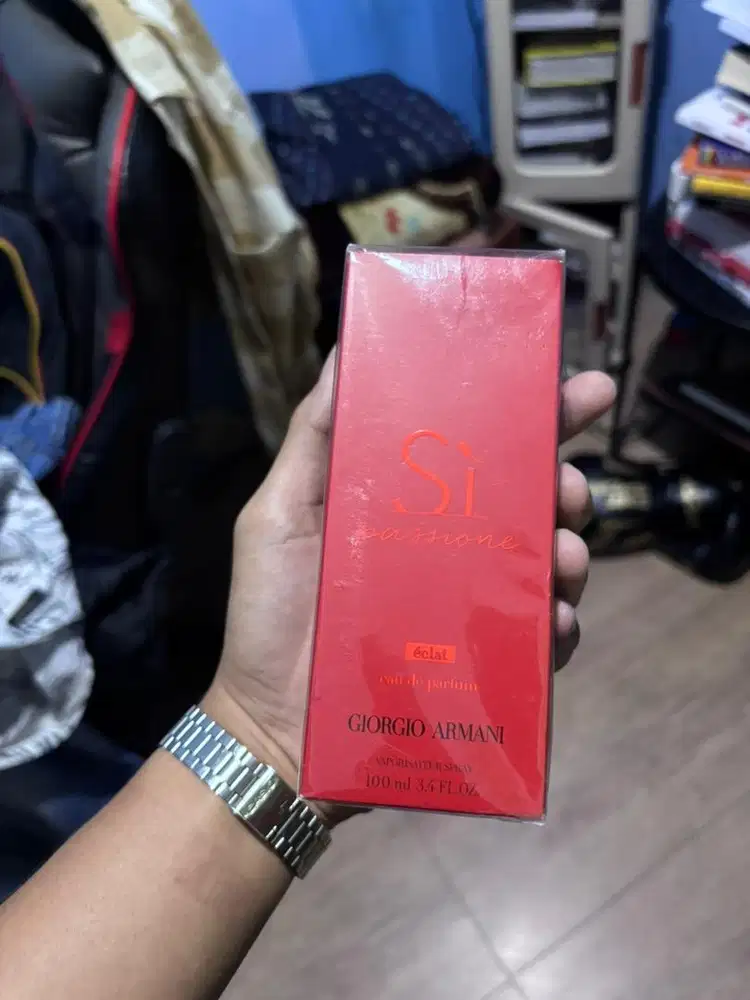 Sì
passione
éclat
eau de parfum
GIORGIO ARMANI
VAPORISATEUR SPRAY
100 ml 3.4 FL.OZ.